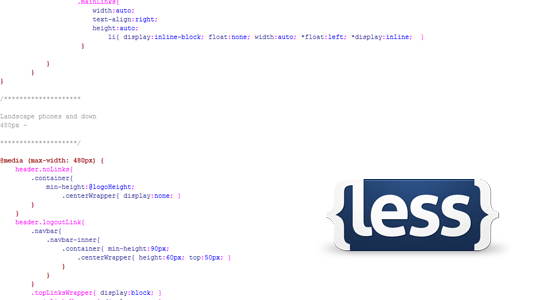 .mainLinks{
width:auto;
text-align:right;
height:auto;
li{ display:inline-block; float:none; width:auto; *float:left; *display:inline; }
}
}
}
}
/********************
Landscape phones and down
480px -
*******************/
@media (max-width: 480px) {
header.noLinks{
.container{
min-height:@logoHeight;
.centerWrapper{ display:none; }
}
}
header.logoutLink{
.navbar{
.navbar-inner{
.container{ min-height:90px;
.centerWrapper{ height:60px; top:50px; }
}
}
}
.topLinksWrapper{ display:block; }
{less}